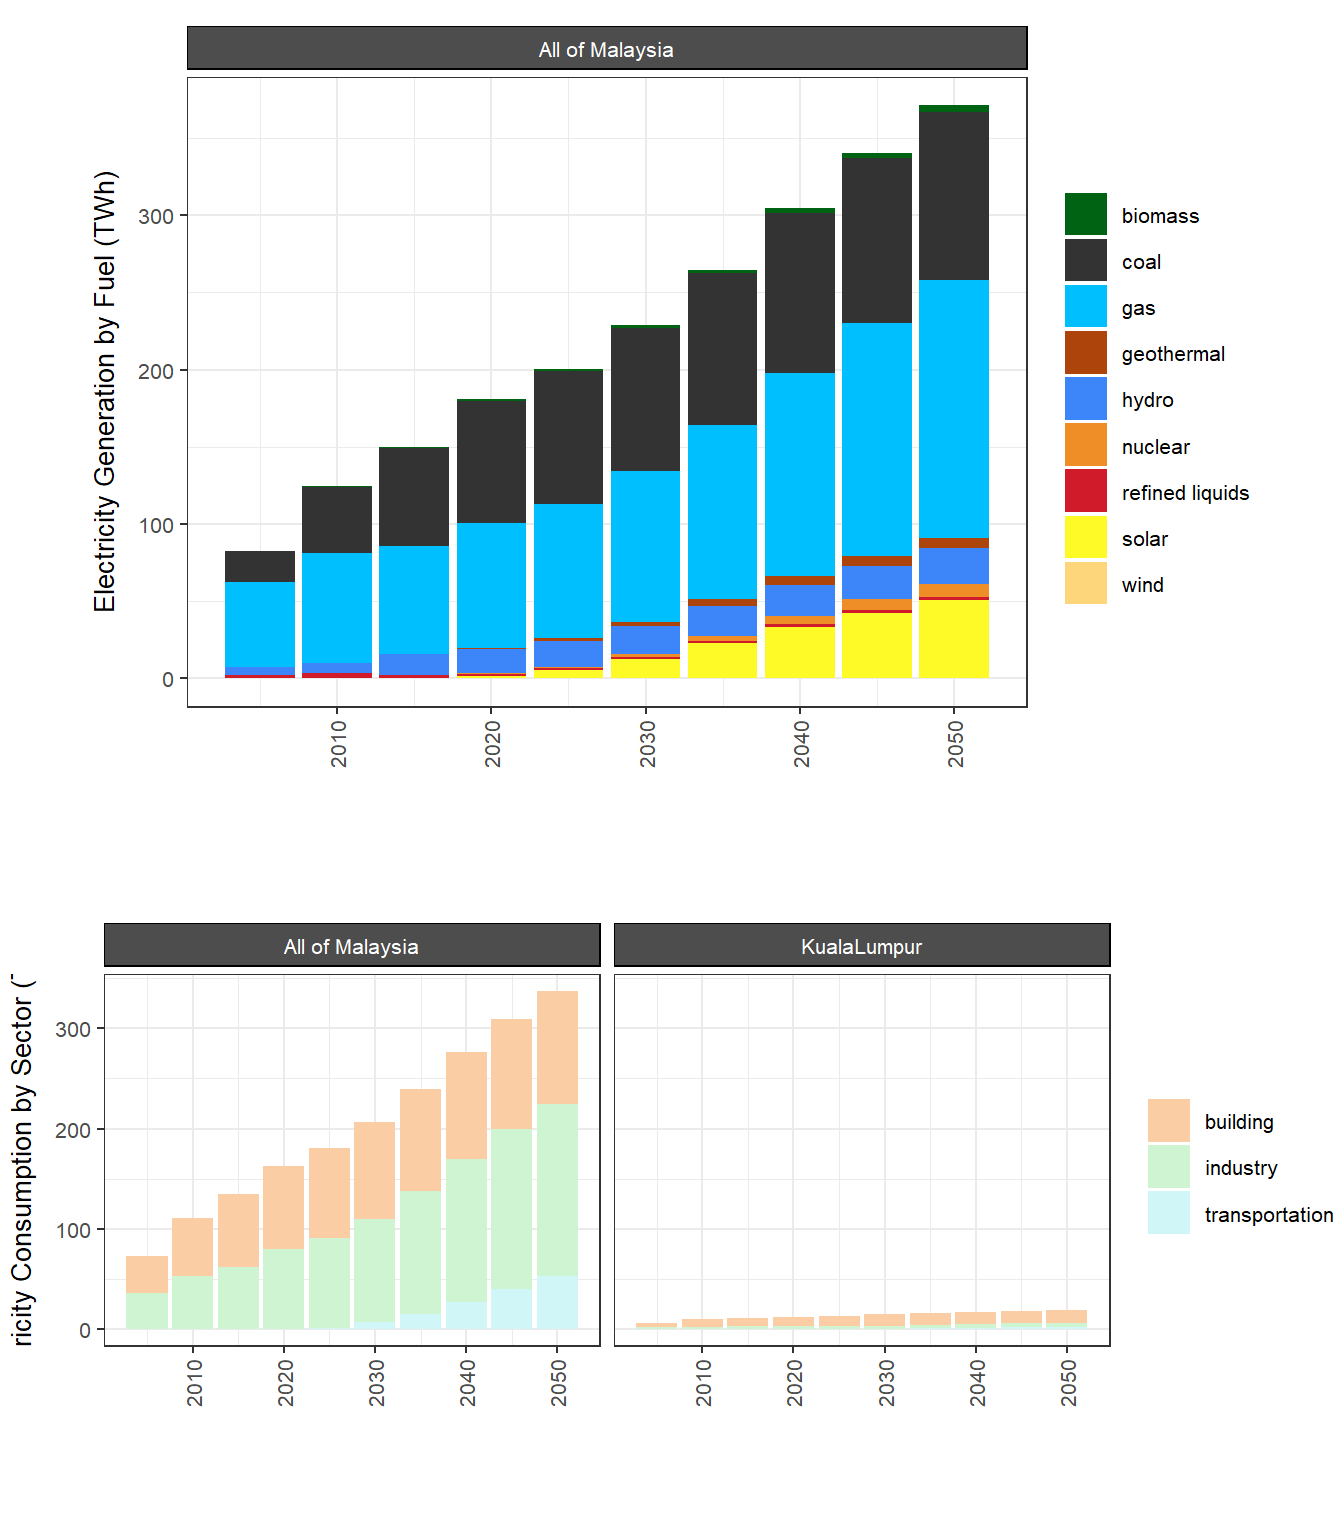 All of Malaysia
Electricity Generation by Fuel (TWh)
300
200
100
0
2010
2020
2030
2040
2050
biomass
coal
gas
geothermal
hydro
nuclear
refined liquids
solar
wind
All of Malaysia
KualaLumpur
ricity Consumption by Sector (
300
200
100
0
2010
2020
2030
2040
2050
2010
2020
2030
2040
2050
building
industry
transportation